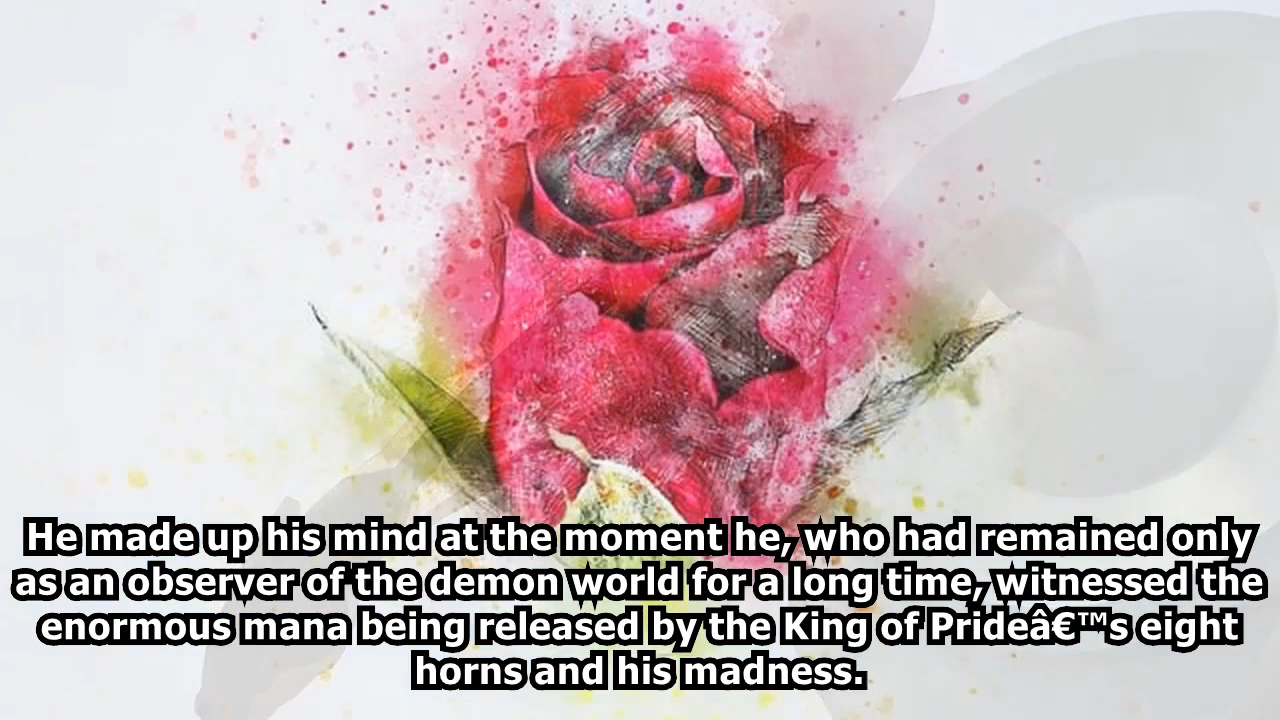 He made up his mind at the moment he, who had remained only
as an observer of the demon world for a long time, witnessed the
enormous mana being released by the King of Prideâ€™s eight
horns and his madness.